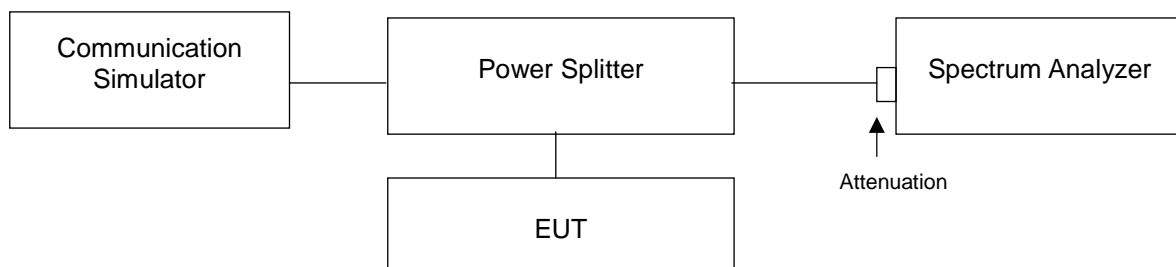 Communication
Simulator
Power Splitter
Spectrum Analyzer
Attenuation
EUT